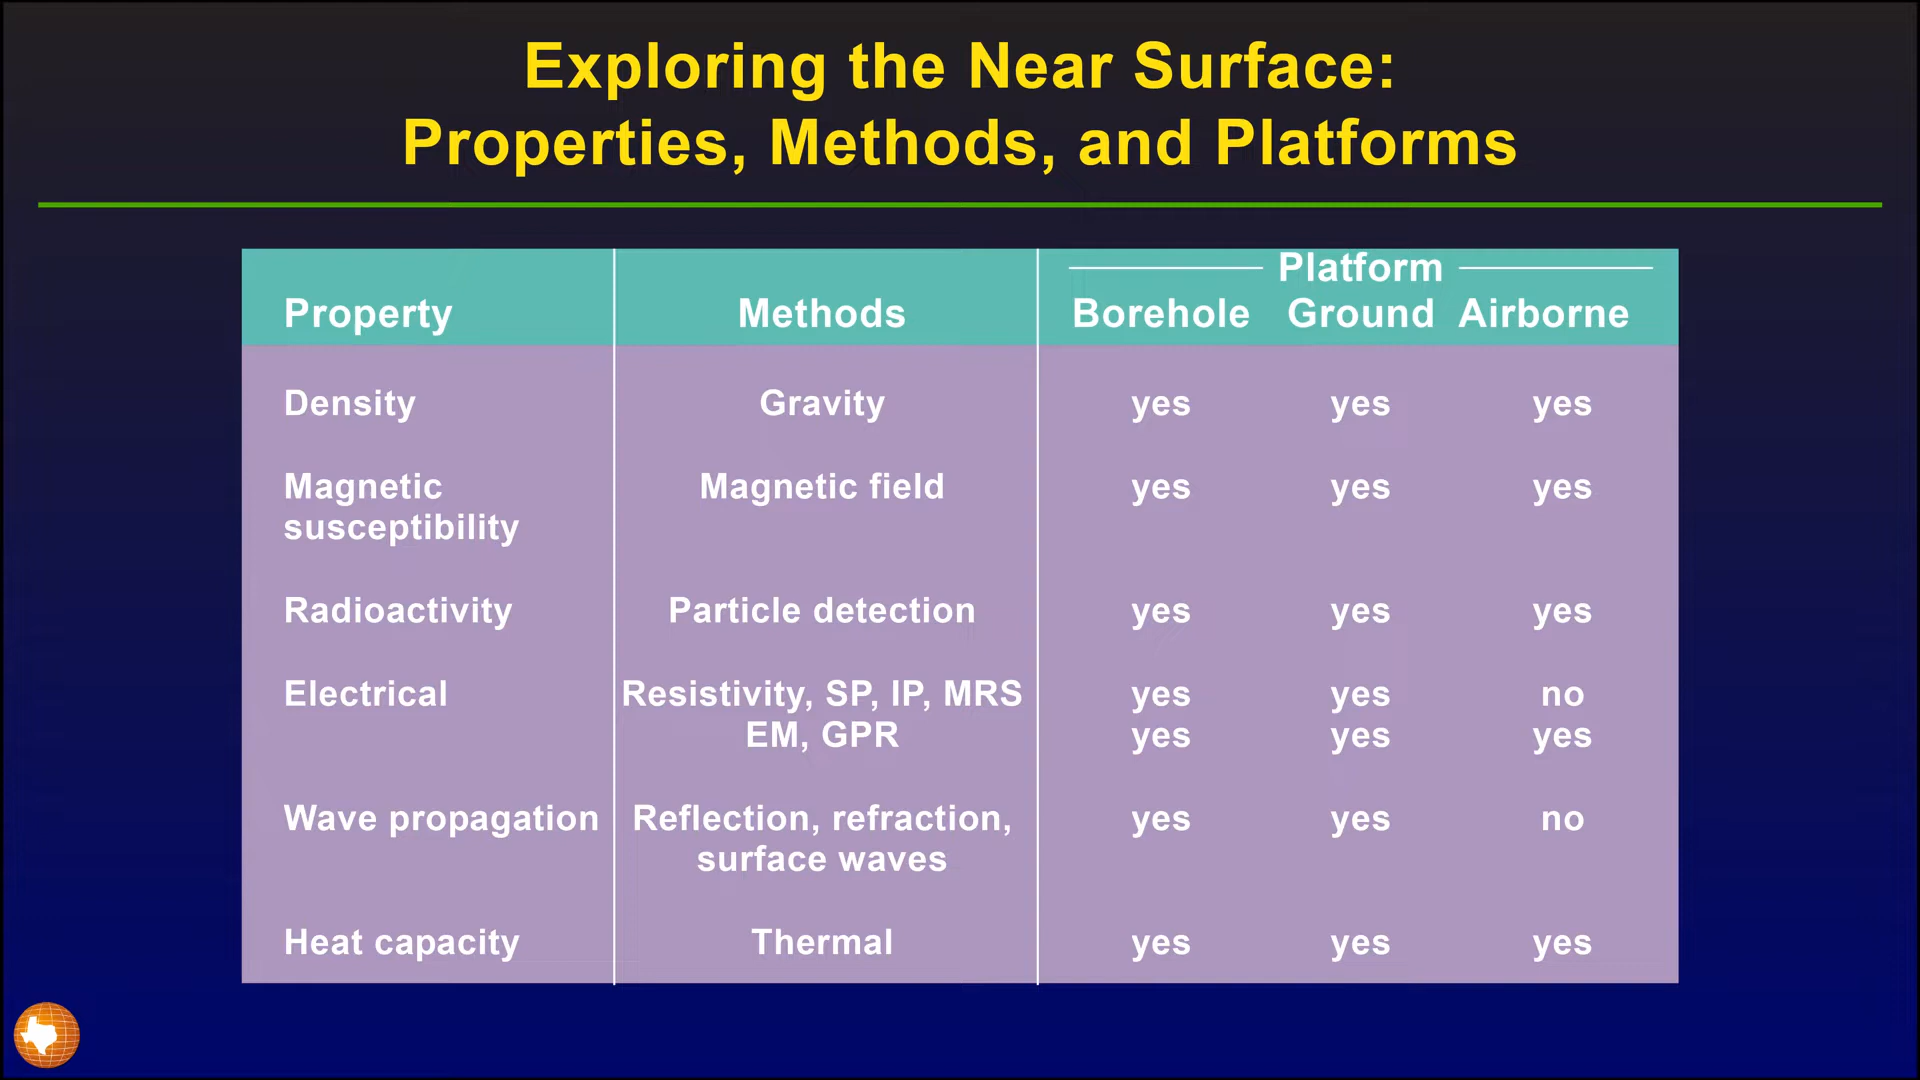 Exploring the Near Surface:
Properties, Methods, and Platforms
Platform
Property Methods Borehole Ground Airborne
Density Gravity yes yes yes
Magnetic Magnetic field yes yes yes
susceptibility
Radioactivity Particle detection yes yes yes
Electrical Resistivity, SP, IP, MRS yes yes no
EM, GPR yes yes yes
Wave propagation Reflection, refraction, yes yes no
surface waves
Heat capacity Thermal yes yes yes